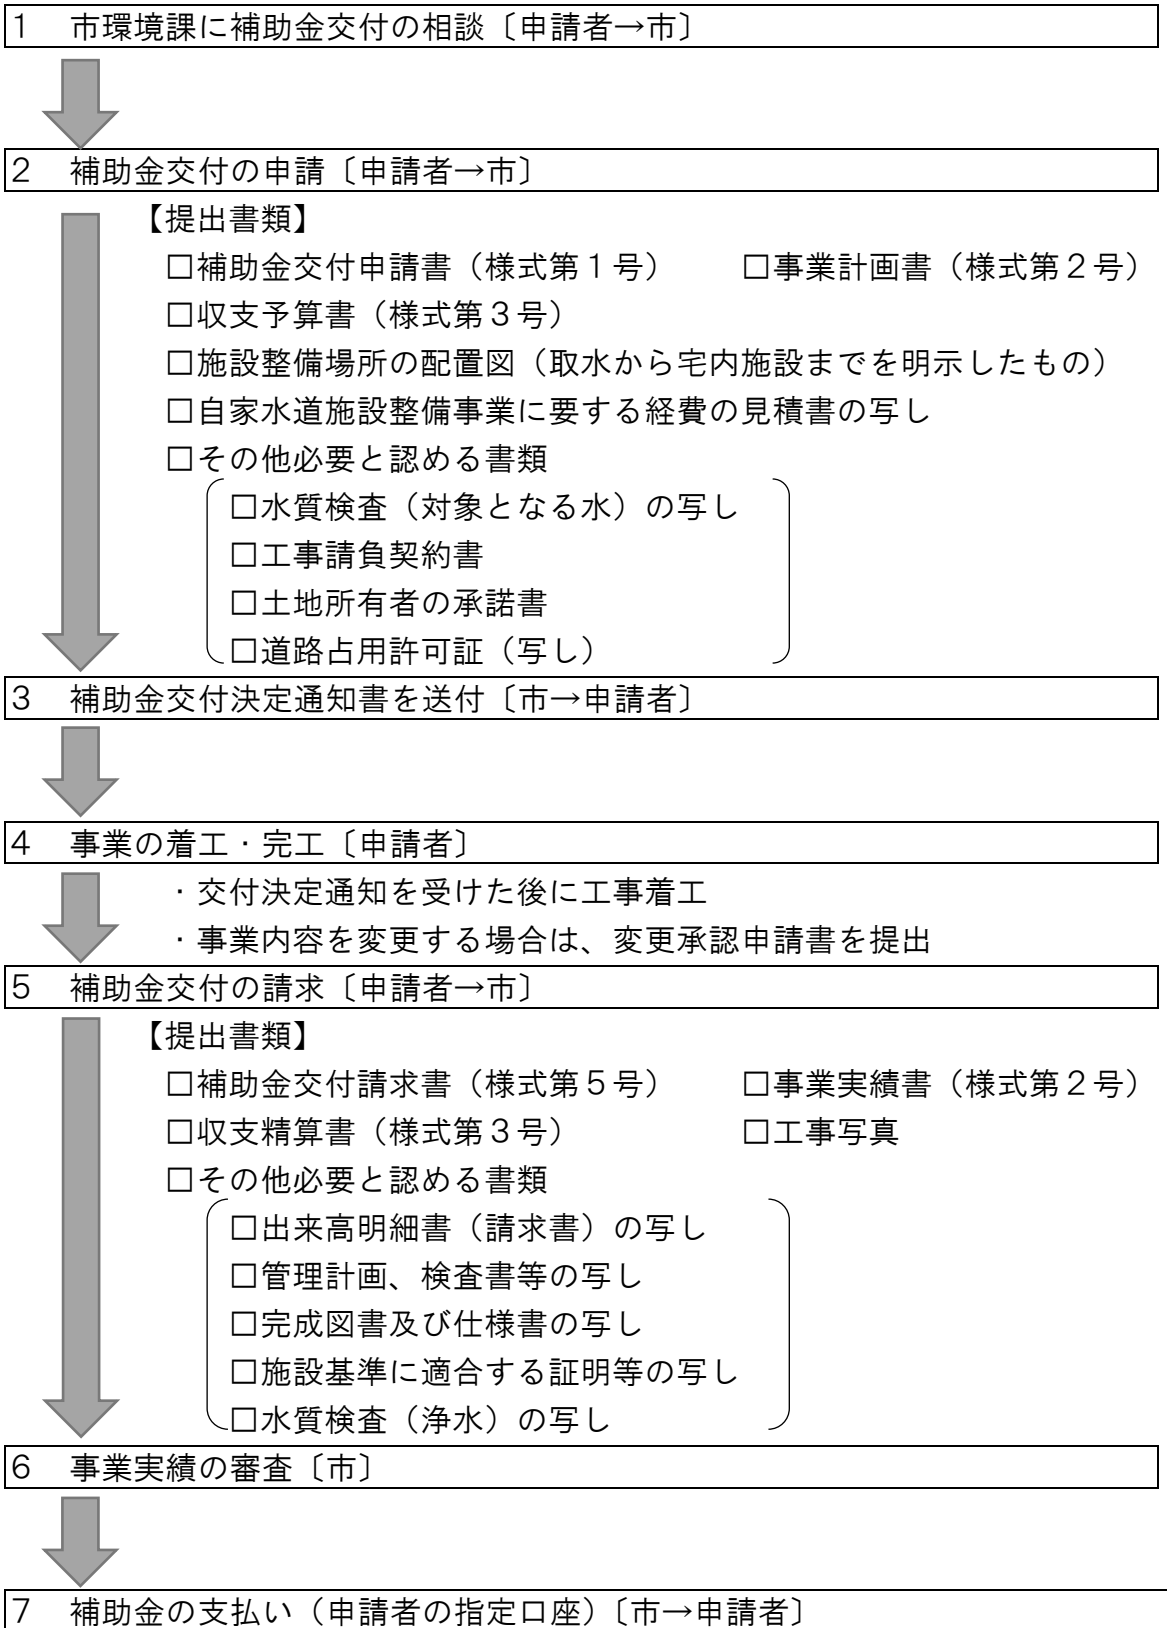 1　市環境課に補助金交付の相談〔申請者→市〕
2　補助金交付の申請〔申請者→市〕
【提出書類】
□補助金交付申請書（様式第１号）　　□事業計画書（様式第２号）
□収支予算書（様式第３号）
□施設整備場所の配置図（取水から宅内施設までを明示したもの）
□自家水道施設整備事業に要する経費の見積書の写し
□その他必要と認める書類
□水質検査（対象となる水）の写し
□工事請負契約書
□土地所有者の承諾書
□道路占用許可証（写し）
3　補助金交付決定通知書を送付〔市→申請者〕
4　事業の着工・完工〔申請者〕
・交付決定通知を受けた後に工事着工
・事業内容を変更する場合は、変更承認申請書を提出
5　補助金交付の請求〔申請者→市〕
【提出書類】
□補助金交付請求書（様式第５号）　　□事業実績書（様式第２号）
□収支精算書（様式第３号）　　□工事写真
□その他必要と認める書類
□出来高明細書（請求書）の写し
□管理計画、検査書等の写し
□完成図書及び仕様書の写し
□施設基準に適合する証明等の写し
□水質検査（浄水）の写し
6　事業実績の審査〔市〕
7　補助金の支払い（申請者の指定口座）〔市→申請者〕